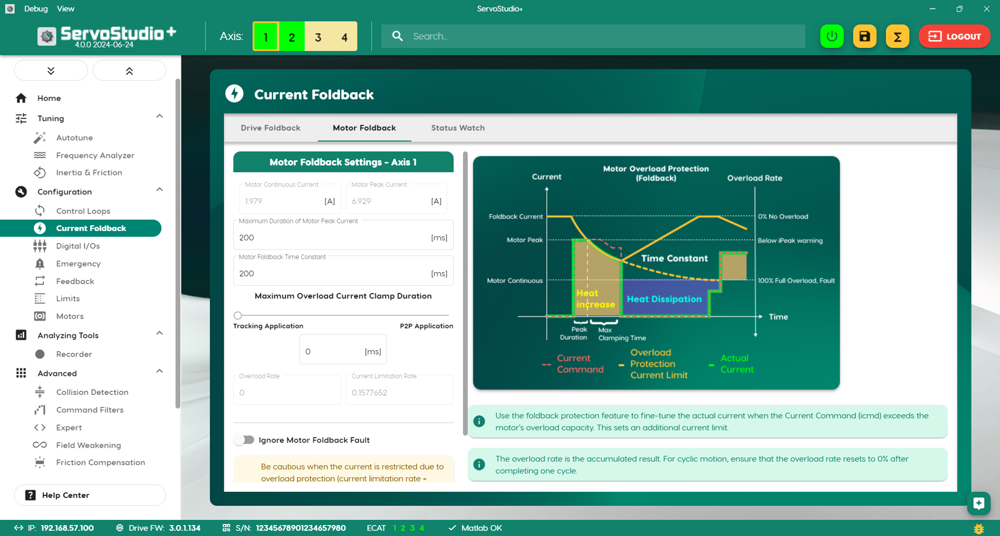 Debug View
ServoStudio+
ServoStudio+
4.0.0 2024-06-24
Axis:
1 2 3 4
Search...
LOGOUT
Home
Tuning
Autotune
Frequency Analyzer
Inertia & Friction
Configuration
Control Loops
Current Foldback
Digital I/Os
Emergency
Feedback
Limits
Motors
Analyzing Tools
Recorder
Advanced
Collision Detection
Command Filters
Expert
Field Weakening
Friction Compensation
Help Center
Current Foldback
Drive Foldback
Motor Foldback
Status Watch
Motor Foldback Settings - Axis 1
Motor Continuous Current
1.979 [A]
Motor Peak Current
6.929 [A]
Maximum Duration of Motor Peak Current
200 [ms]
Motor Foldback Time Constant
200 [ms]
Maximum Overload Current Clamp Duration
Tracking Application
P2P Application
0 [ms]
Overload Rate
0
Current Limitation Rate
0.1577652
Ignore Motor Foldback Fault
Be cautious when the current is restricted due to
overload protection (current limitation rate =
Motor Overload Protection
(Foldback)
Current
Overload Rate
Foldback Current
0% No Overload
Motor Peak
Below iPeak warning
Time Constant
Motor Continuous
100% Full Overload, Fault
Heat
increase
Heat Dissipation
Time
Peak
Duration
Max
Clamping Time
Current
Command
Overload
Protection
Current Limit
Actual
Current
Use the foldback protection feature to fine-tune the actual current when the Current Command (icmd) exceeds the
motor's overload capacity. This sets an additional current limit.
The overload rate is the accumulated result. For cyclic motion, ensure that the overload rate resets to 0% after
completing one cycle.
IP: 192.168.57.100
Drive FW: 3.0.1.134
S/N: 12345678901234657980
ECAT 1 2 3 4
Matlab OK